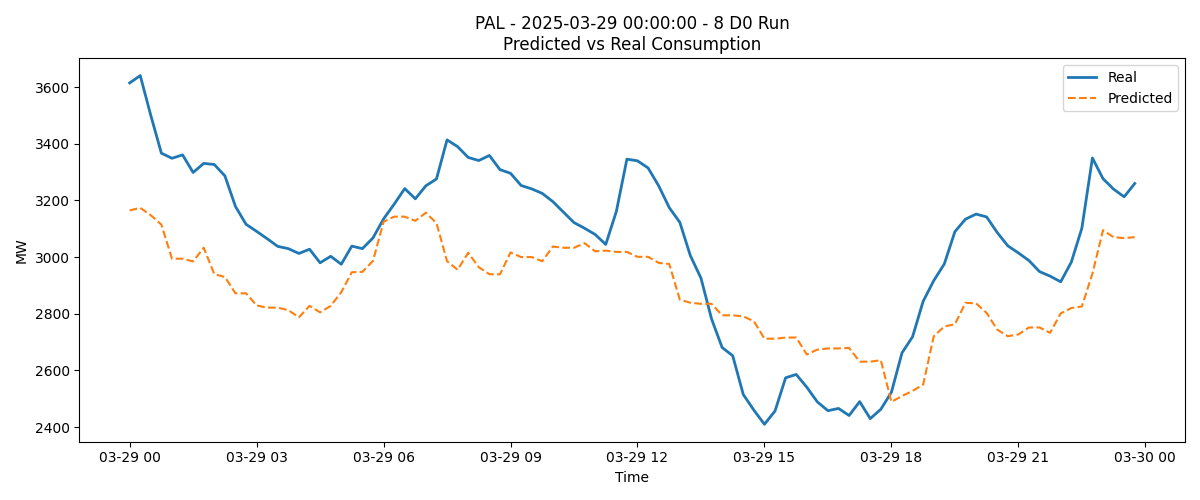 PAL - 2025-03-29 00:00:00 - 8 D0 Run
Predicted vs Real Consumption
Real
Predicted
MW
3600
3400
3200
3000
2800
2600
2400
03-29 00
03-29 03
03-29 06
03-29 09
03-29 12
03-29 15
03-29 18
03-29 21
03-30 00
Time